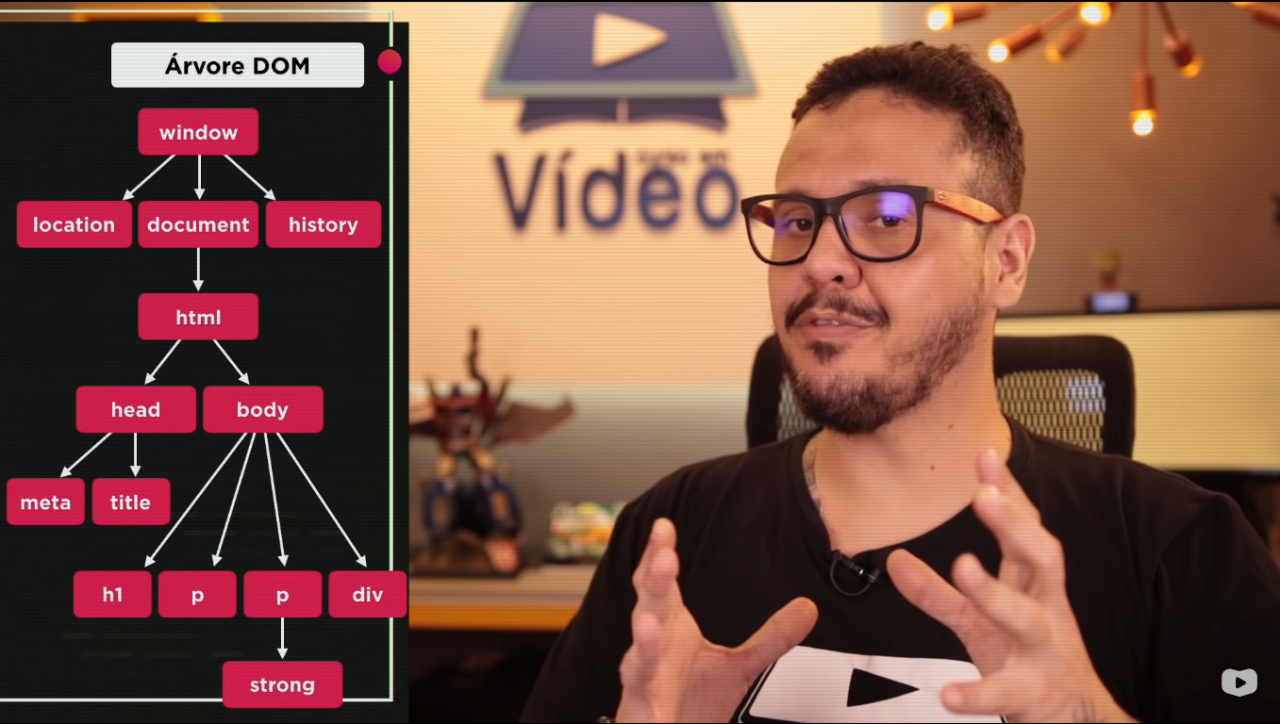 Árvore DOM
window
location
document
history
html
head
body
meta
title
h1
p
p
div
strong
Vídeo